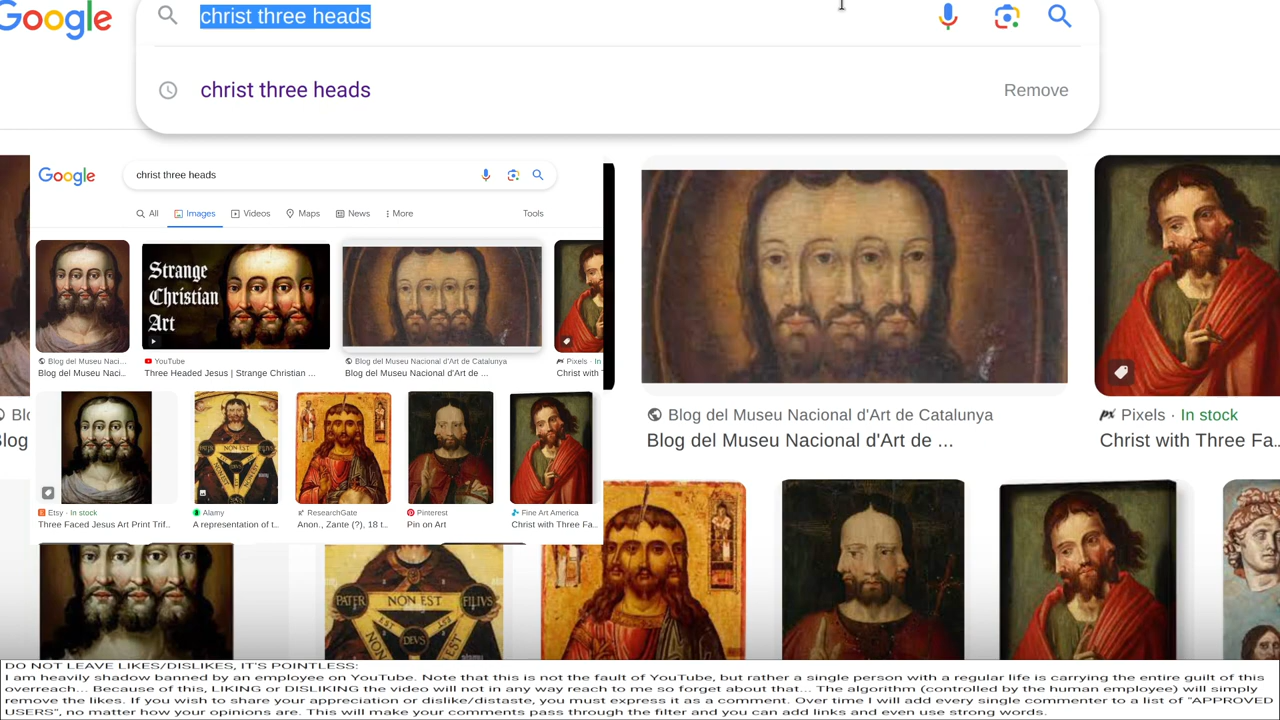 Google
christ three heads
christ three heads
Remove
Google
christ three heads
All Images Videos Maps News More Tools
Strange
Christian
Art
Blog del Museu Naci...
Blog del Museu Naci..
YouTube
Three Headed Jesus | Strange Christian ...
Blog del Museu Nacional d'Art de Catalunya
Blog del Museu Nacional d'Art de ...
Pixels · In
Christ with T
Etsy · In stock
Three Faced Jesus Art Print Trif..
Alamy
A representation of t..
ResearchGate
Anon., Zante (?), 18 t..
Pinterest
Pin on Art
Fine Art America
Christ with Three Fa..
Blog del Museu Nacional d'Art de Catalunya
Blog del Museu Nacional d'Art de ...
Pixels · In stock
Christ with Three Fa..
PATER NON EST FILIVS
EST EST
DEVS
DO NOT LEAVE LIKES/DISLIKES, IT'S POINTLESS:
I am heavily shadow banned by an employee on YouTube. Note that this is not the fault of YouTube, but rather a single person with a regular life is carrying the entire guilt of this
overreach... Because of this, LIKING or DISLIKING the video will not in any way reach to me so forget about that... The algorithm (controlled by the human employee) will simply
remove the likes. If you wish to share your appreciation or dislike/distaste, you must express it as a comment. Over time I will add every single commenter to a list of "APPROVED
USERS", no matter how your opinions are. This will make your comments pass through the filter and you can add links and even use strong words.